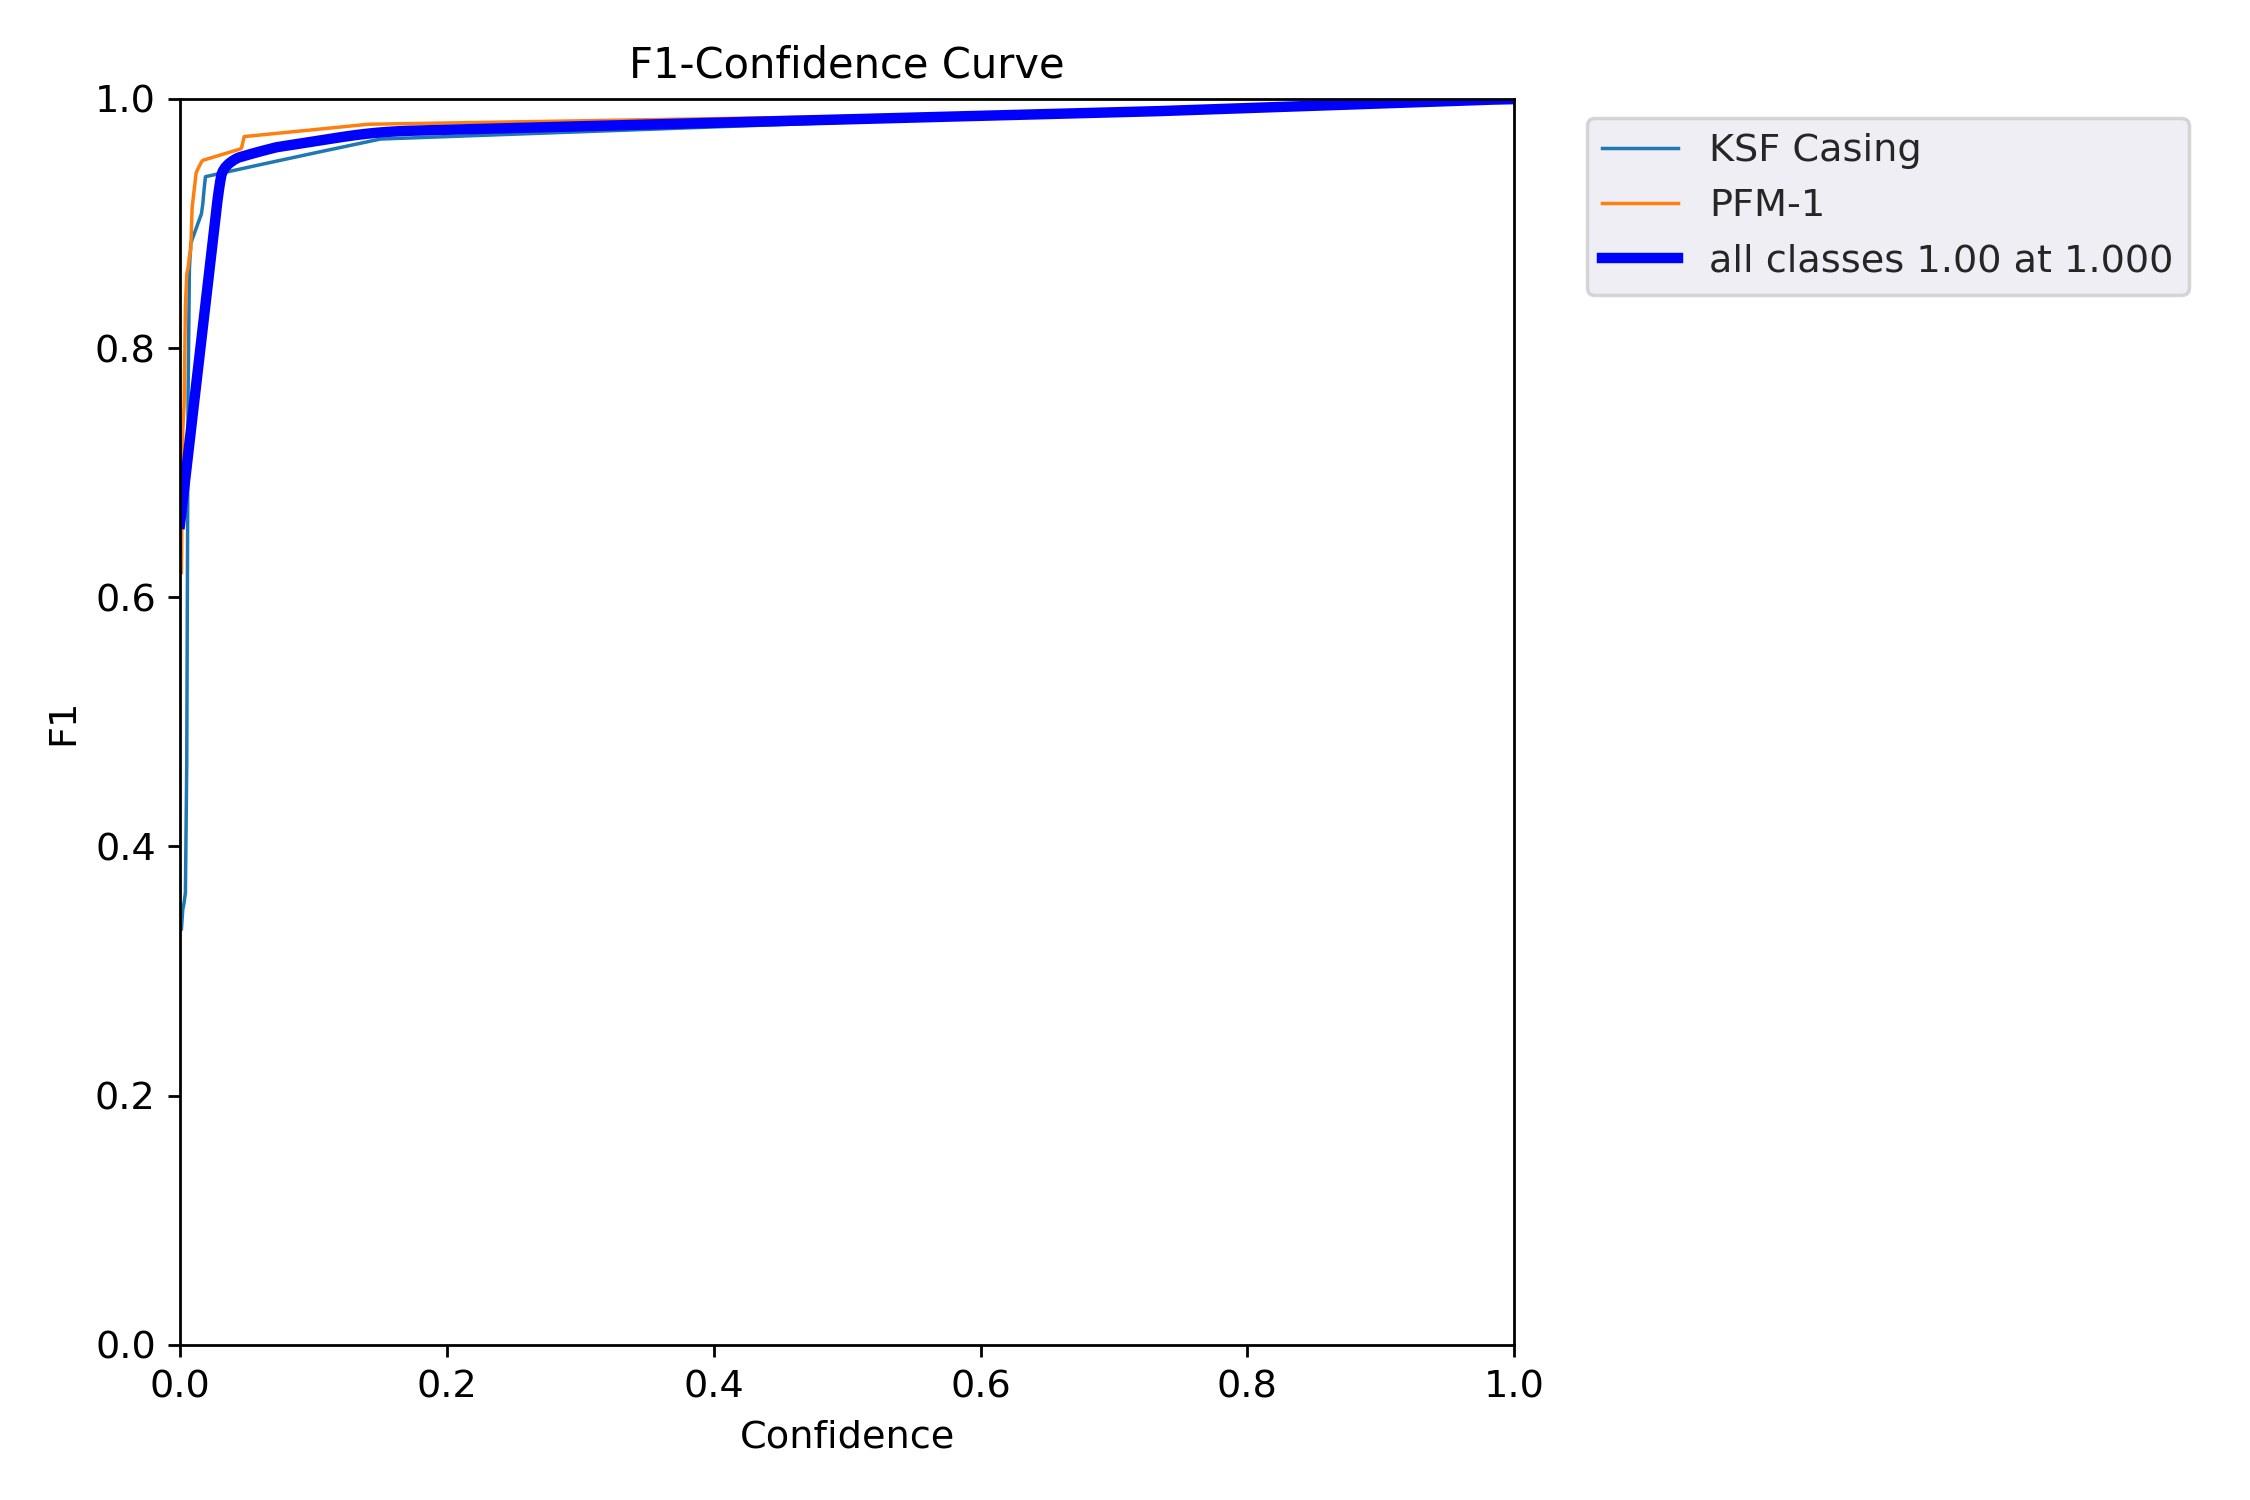 F1-Confidence Curve
KSF Casing
PFM-1
all classes 1.00 at 1.000
F1
1.0
0.8
0.6
0.4
0.2
0.0
0.0 0.2 0.4 0.6 0.8 1.0
Confidence